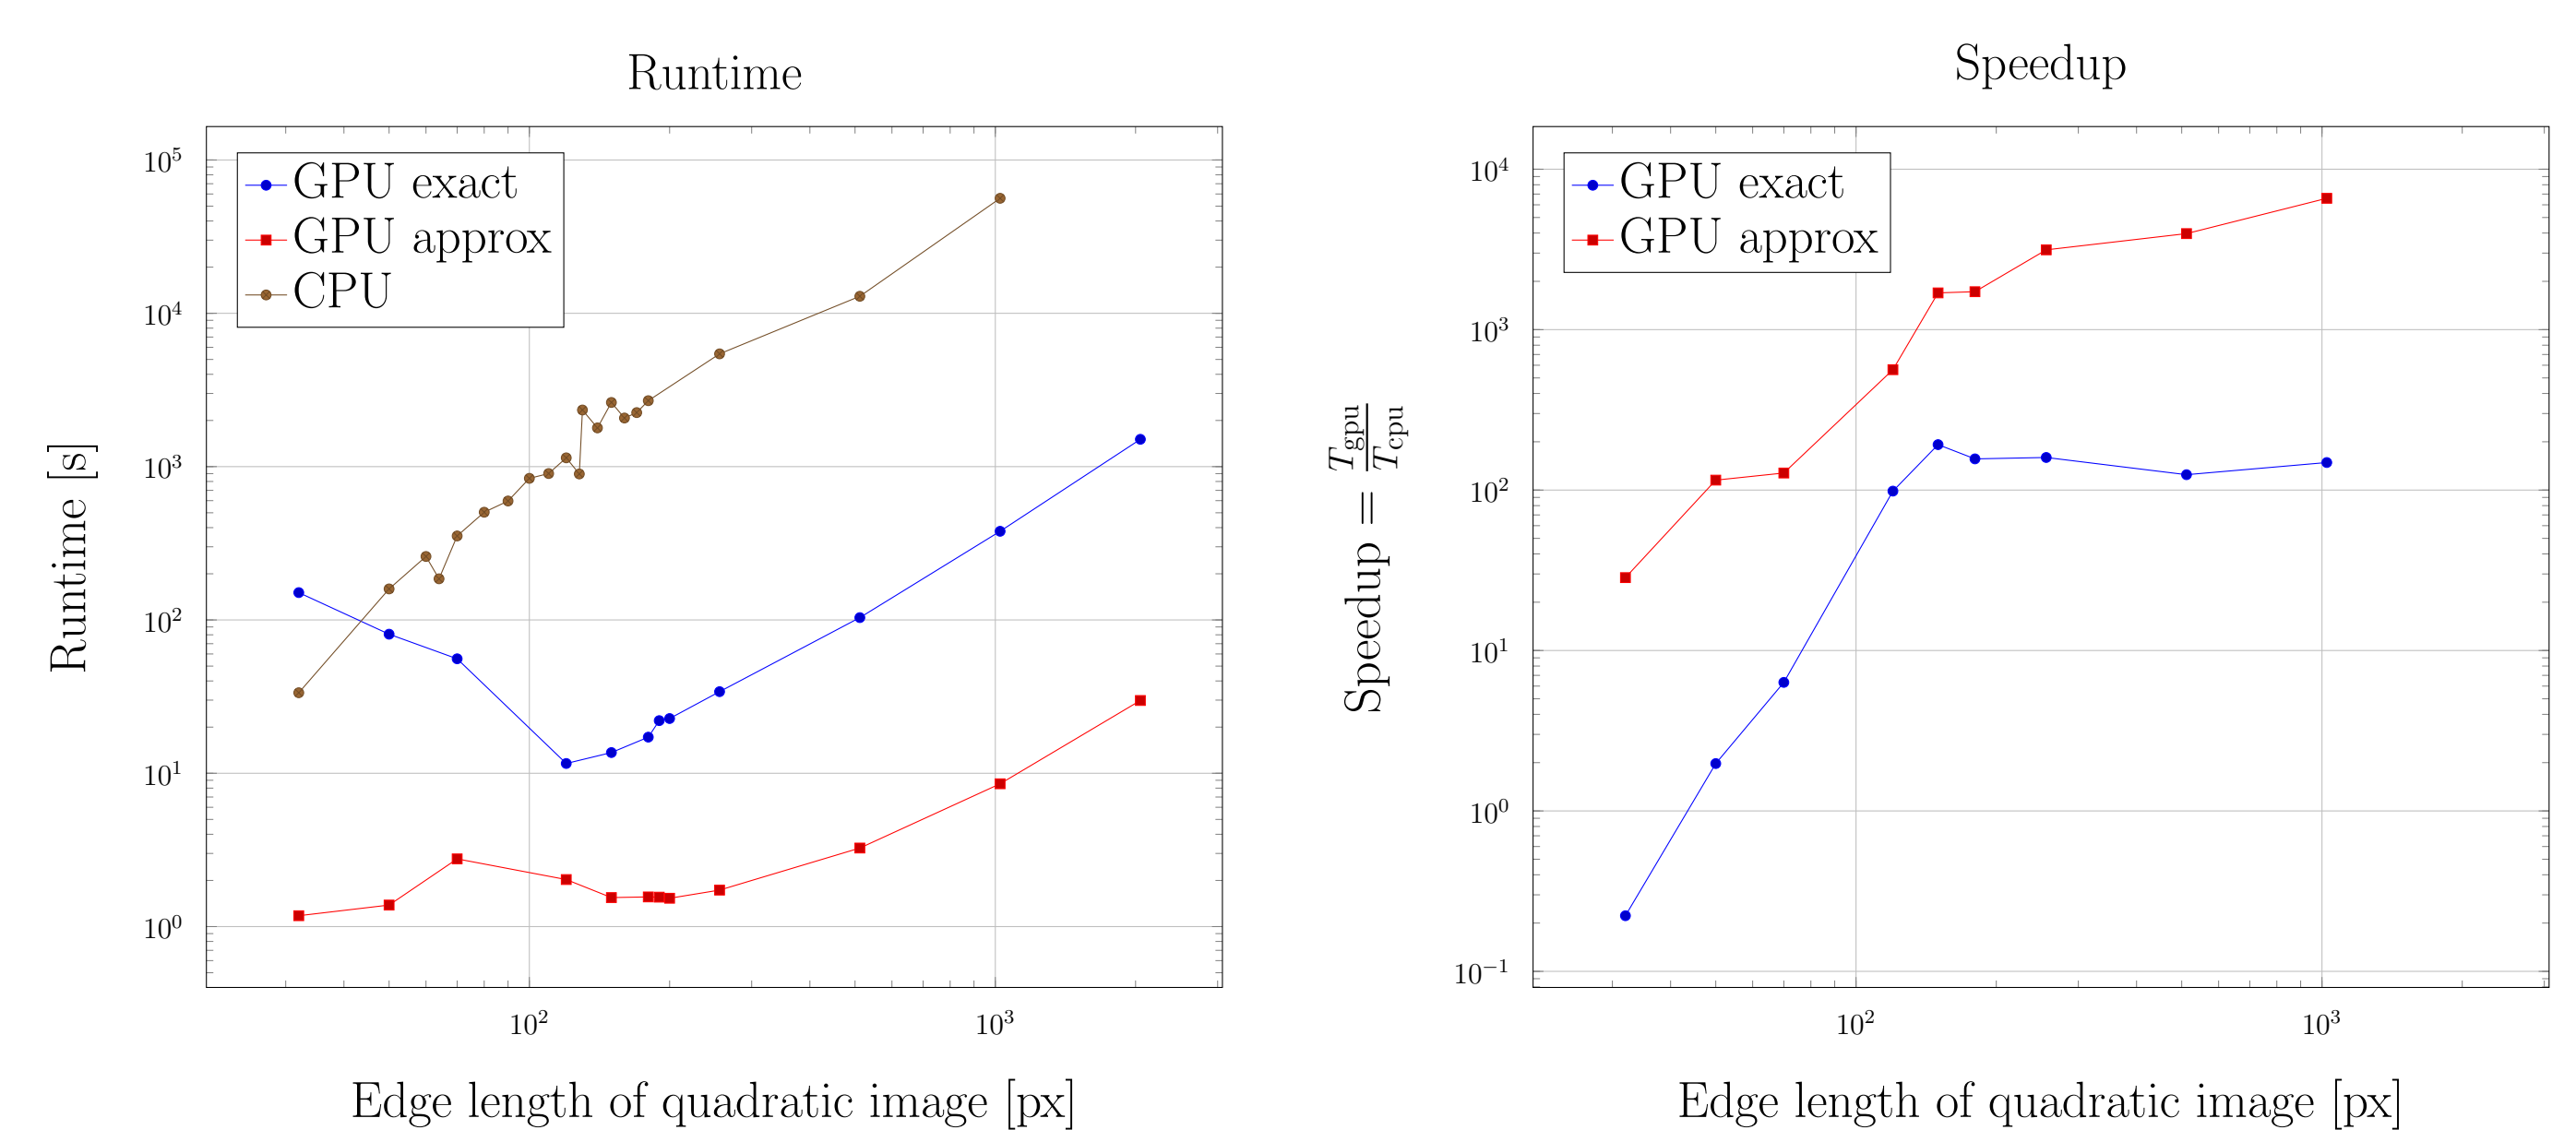 Runtime
10^5
10^4
10^3
10^2
10^1
10^0
Runtime [s]
GPU exact
GPU approx
CPU
10^2
10^3
Edge length of quadratic image [px]
Speedup
10^4
10^3
10^2
10^1
10^0
10^−1
Speedup = T_gpu / T_cpu
GPU exact
GPU approx
10^2
10^3
Edge length of quadratic image [px]